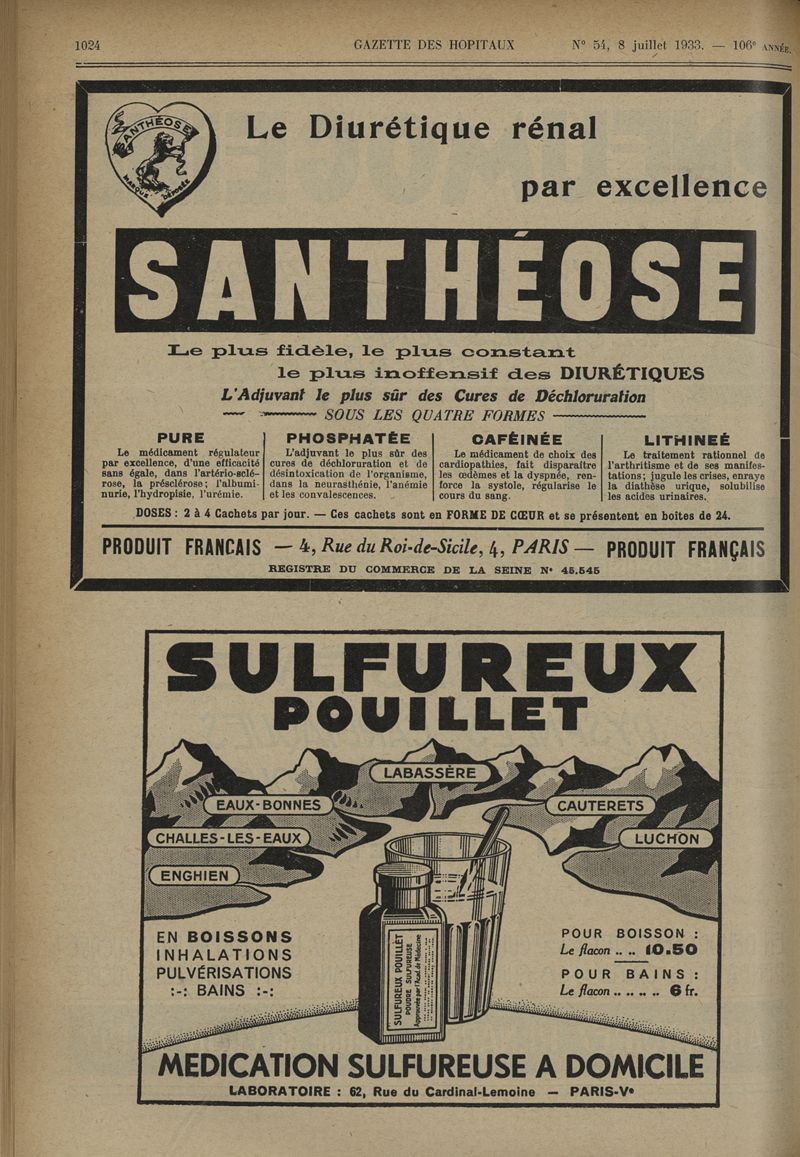 1024
GAZETTE DES HOPITAUX
N° 54, 8 juillet 1933. — 106e ANNÉE.
SANTHÉOSE
MARQUE DÉPOSÉE
Le Diurétique rénal
par excellence
SANTHÉOSE
Le plus fidèle, le plus constant
le plus inoffensif des DIURÉTIQUES
L'Adjuvant le plus sûr des Cures de Déchloruration
SOUS LES QUATRE FORMES
PURE
Le médicament régulateur
par excellence, d'une efficacité
sans égale, dans l'artério-sclé-
rose, la présclérose; l'albumi-
nurie, l'hydropisie, l'urémie.
PHOSPHATÉE
L'adjuvant le plus sûr des
cures de déchloruration et de
désintoxication de l'organisme,
dans la neurasthénie, l'anémie
et les convalescences.
CAFÉINÉE
Le médicament de choix des
cardiopathies, fait disparaître
les œdèmes et la dyspnée, ren-
force la systole, régularise le
cours du sang.
LITHINEÉ
Le traitement rationnel de
l'arthritisme et de ses manifes-
tations; jugule les crises, enraye
la diathèse urique, solubilise
les acides urinaires.
DOSES : 2 à 4 Cachets par jour. — Ces cachets sont en FORME DE CŒUR et se présentent en boîtes de 24.
PRODUIT FRANCAIS — 4, Rue du Roi-de-Sicile, 4, PARIS — PRODUIT FRANÇAIS
REGISTRE DU COMMERCE DE LA SEINE N° 45.545
SULFUREUX
POUILLET
LABASSÈRE
EAUX-BONNES
CAUTERETS
CHALLES-LES-EAUX
LUCHON
ENGHIEN
EN BOISSONS
INHALATIONS
PULVÉRISATIONS
:-: BAINS :-:
SULFUREUX POUILLET
POUDRE SULFUREUSE
Approuvée par l'Acad. de Médecine
POUR BOISSON :
Le flacon .. .. 10.50
POUR BAINS :
Le flacon .. .. .. .. 6 fr.
MEDICATION SULFUREUSE A DOMICILE
LABORATOIRE : 62, Rue du Cardinal-Lemoine — PARIS-Ve